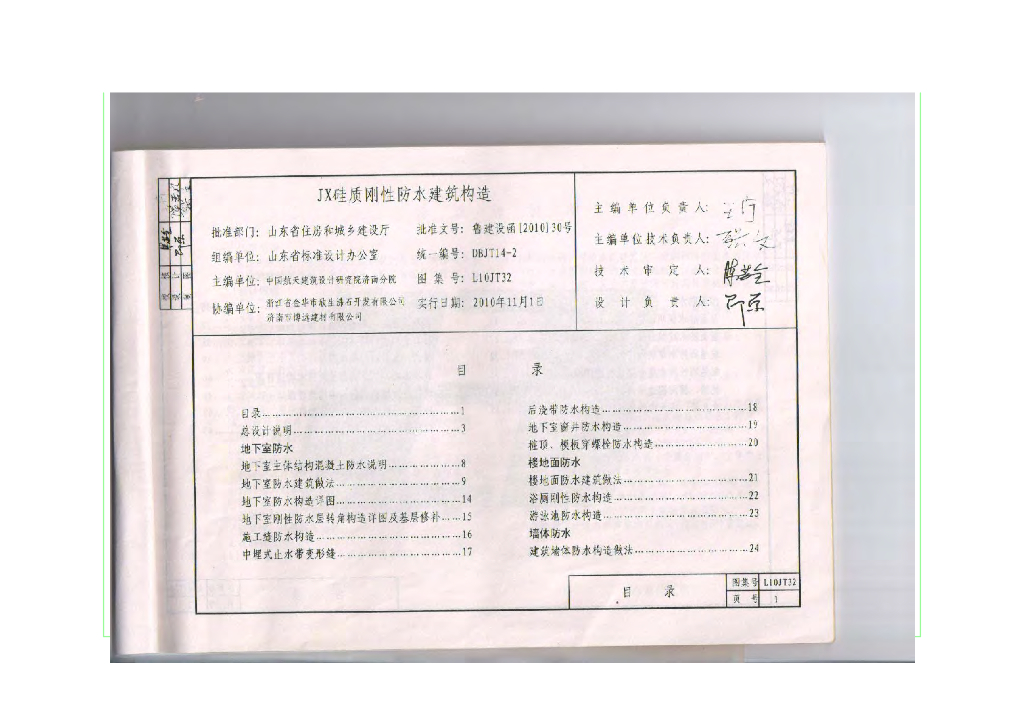 JX硅质刚性防水建筑构造
批准部门: 山东省住房和城乡建设厅
批准文号: 鲁建设函[2010]30号
组编单位: 山东省标准设计办公室
统一编号: DBJT14-2
主编单位: 中国航天建筑设计研究院济南分院
图 集 号: L10JT32
协编单位: 浙江省金华市欣生沸石开发有限公司
济南百博远建材有限公司
实行日期: 2010年11月1日
主 编 单 位 负 责 人:
主编单位技术负责人:
技 术 审 定 人:
设 计 负 责 人:
目 录
目录……………………1
总设计说明……………………3
地下室防水
地下室主体结构混凝土防水说明……………………8
地下室防水建筑做法……………………9
地下室防水构造详图……………………14
地下室刚性防水层转角构造详图及基层修补……15
施工缝防水构造……………………16
中埋式止水带变形缝……………………17
后浇带防水构造……………………18
地下室窗井防水构造……………………19
桩顶、模板穿螺栓防水构造……………………20
楼地面防水
楼地面防水建筑做法……………………21
浴厕刚性防水构造……………………22
游泳池防水构造……………………23
墙体防水
建筑墙体防水构造做法……………………24
目 录
图集号 L10JT32
页 号 1